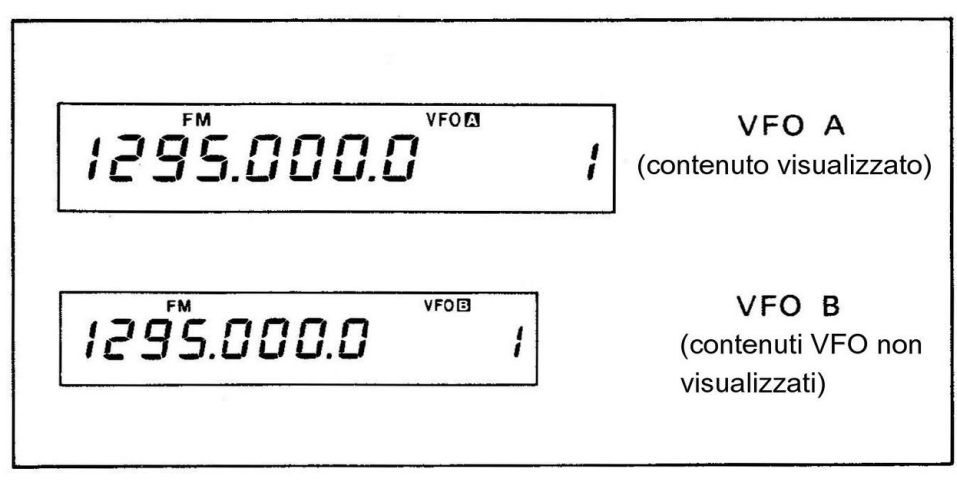 FM VFO A
1295.000.0 1
VFO A
(contenuto visualizzato)
FM VFO B
1295.000.0 1
VFO B
(contenuti VFO non
visualizzati)